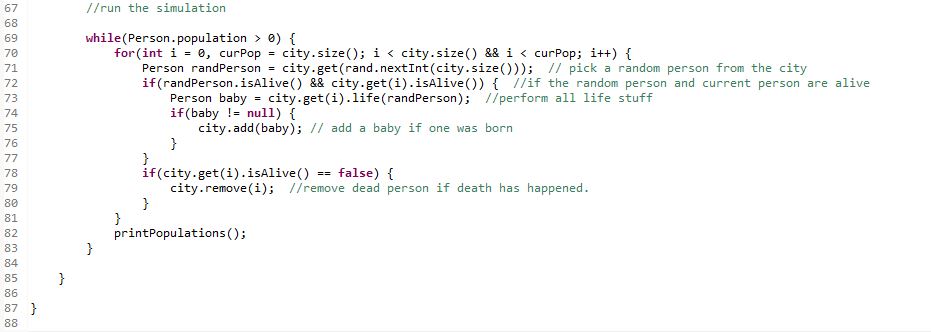 67 //run the simulation
68
69 while(Person.population > 0) {
70 for(int i = 0, curPop = city.size(); i < city.size() && i < curPop; i++) {
71 Person randPerson = city.get(rand.nextInt(city.size())); // pick a random person from the city
72 if(randPerson.isAlive() && city.get(i).isAlive()) { //if the random person and current person are alive
73 Person baby = city.get(i).life(randPerson); //perform all life stuff
74 if(baby != null) {
75 city.add(baby); // add a baby if one was born
76 }
77 }
78 if(city.get(i).isAlive() == false) {
79 city.remove(i); //remove dead person if death has happened.
80 }
81 }
82 printPopulations();
83 }
84
85 }
86
87 }
88